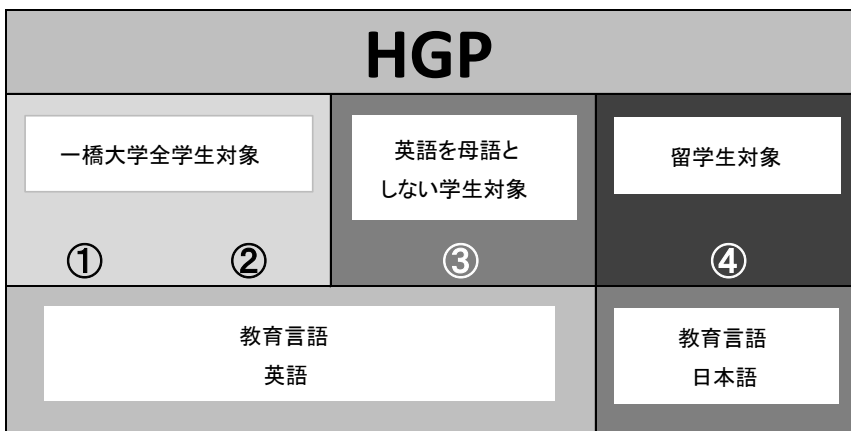 HGP
一橋大学全学生対象
英語を母語と
しない学生対象
留学生対象
① ② ③ ④
教育言語
英語
教育言語
日本語